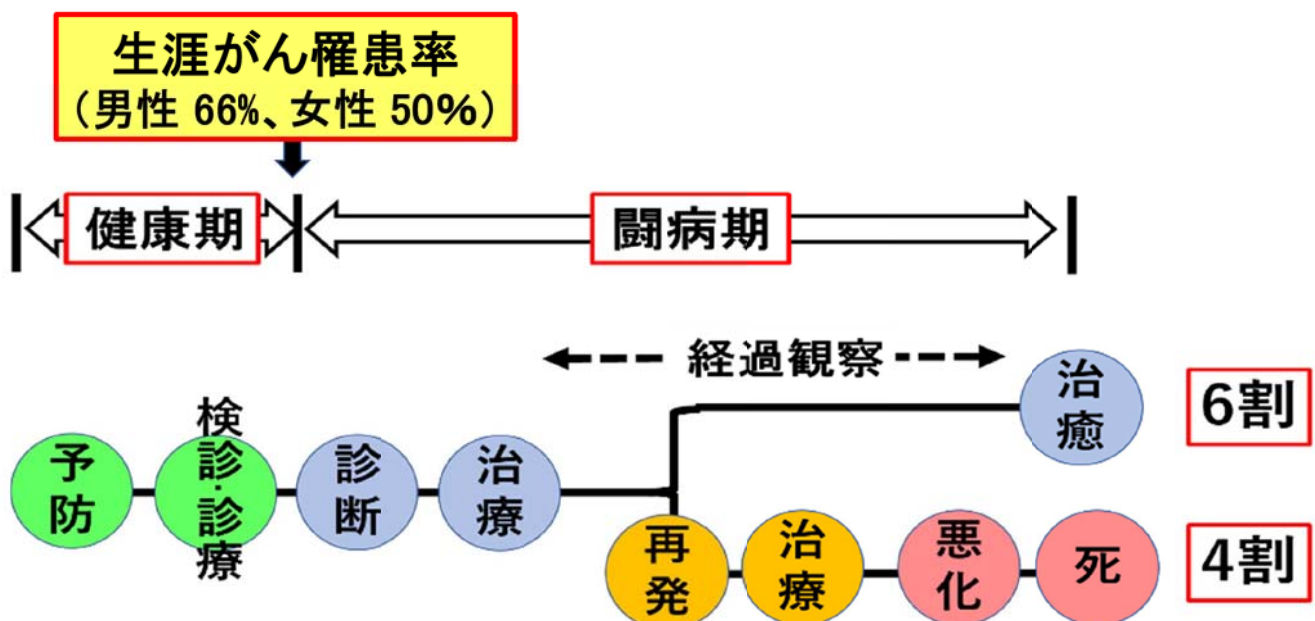 生涯がん罹患率
（男性 66%、女性 50%）
健康期
闘病期
経過観察
予防
検診・診療
診断
治療
治癒
6割
再発
治療
悪化
死
4割